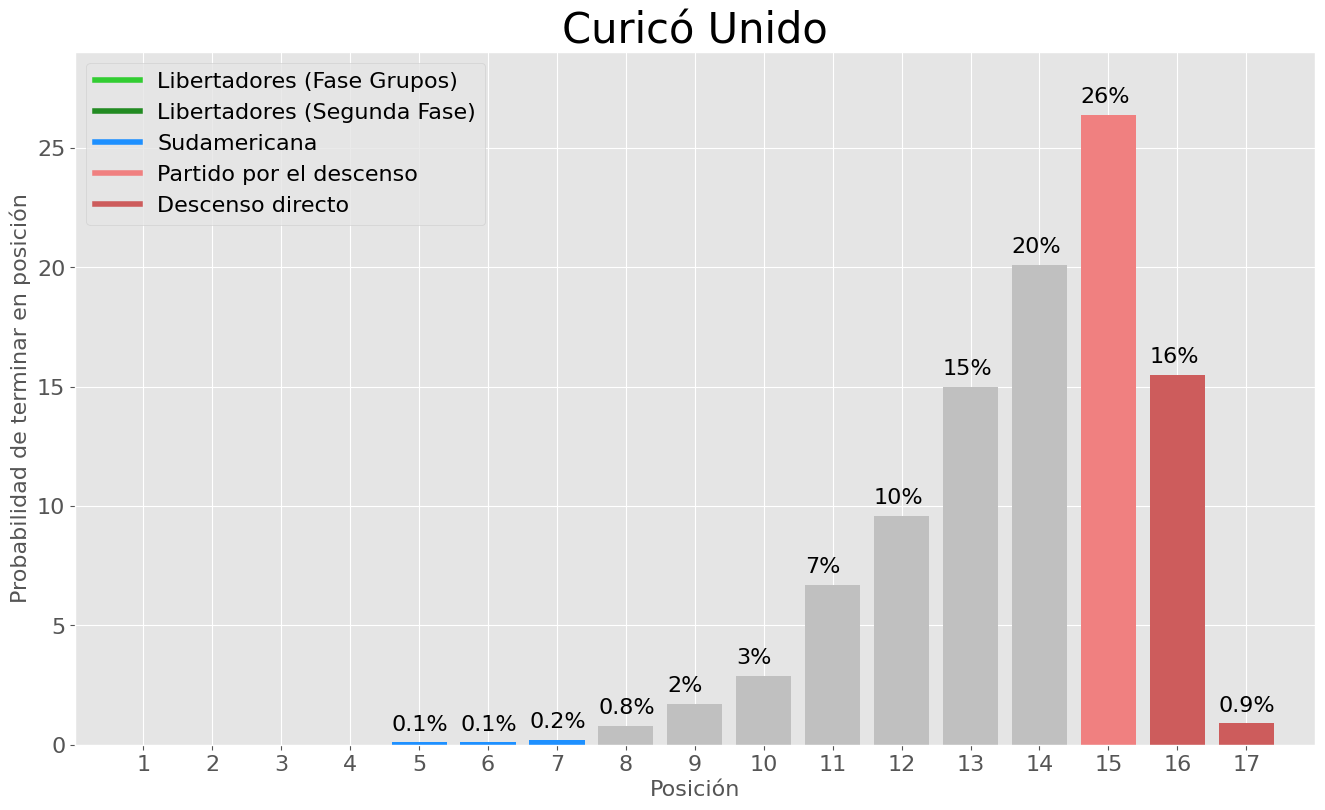 Curicó Unido
Libertadores (Fase Grupos)
Libertadores (Segunda Fase)
Sudamericana
Partido por el descenso
Descenso directo
Probabilidad de terminar en posición
25
20
15
10
5
0
0.1%
0.1%
0.2%
0.8%
2%
3%
7%
10%
15%
20%
26%
16%
0.9%
1 2 3 4 5 6 7 8 9 10 11 12 13 14 15 16 17
Posición